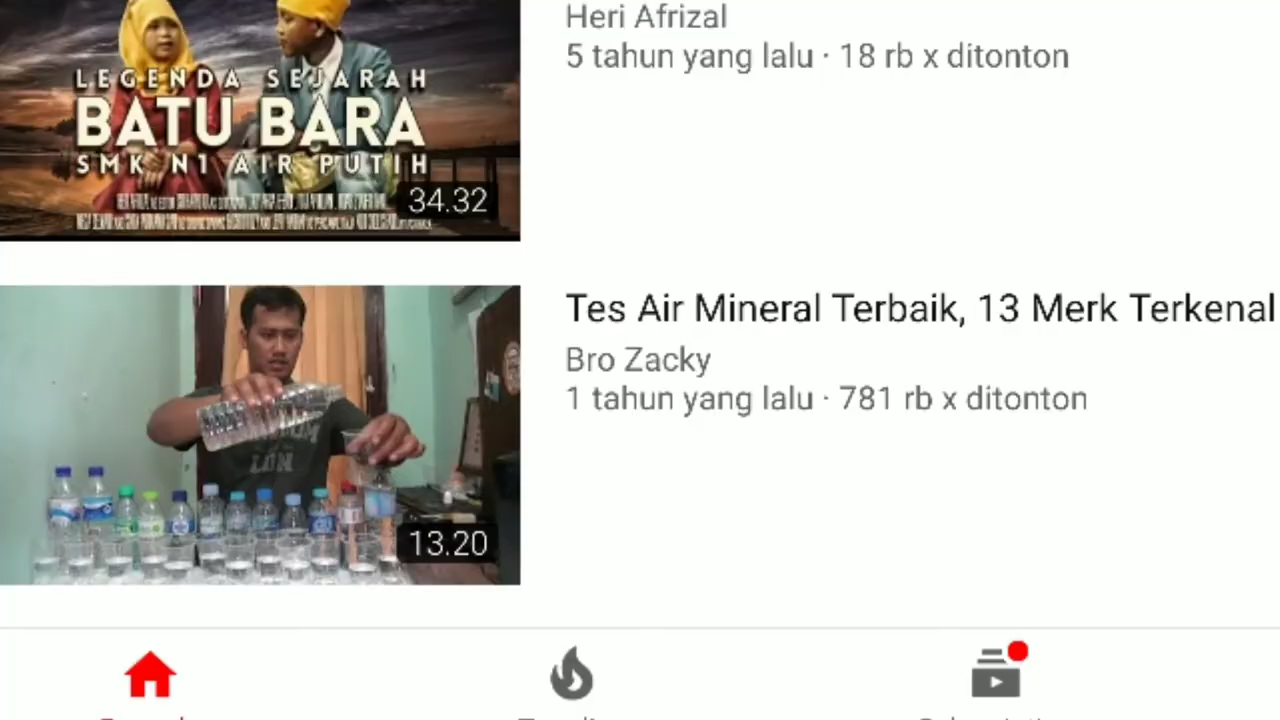 Heri Afrizal
5 tahun yang lalu · 18 rb x ditonton
LEGENDA SEJARAH
BATU BARA
SMK N1 AIR PUTIH
34.32
Tes Air Mineral Terbaik, 13 Merk Terkenal
Bro Zacky
1 tahun yang lalu · 781 rb x ditonton
13.20